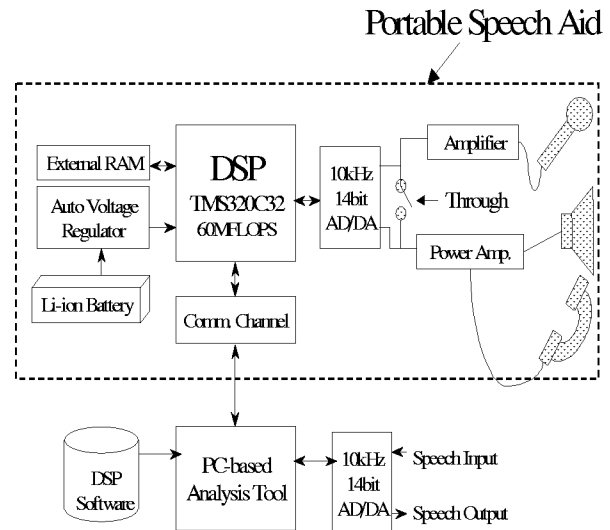 Portable Speech Aid
External RAM
Auto Voltage
Regulator
Li-ion Battery
DSP
TMS320C32
60MFLOPS
Comm. Channel
10kHz
14bit
AD/DA
Amplifier
Through
Power Amp.
DSP
Software
PC-based
Analysis Tool
10kHz
14bit
AD/DA
Speech Input
Speech Output